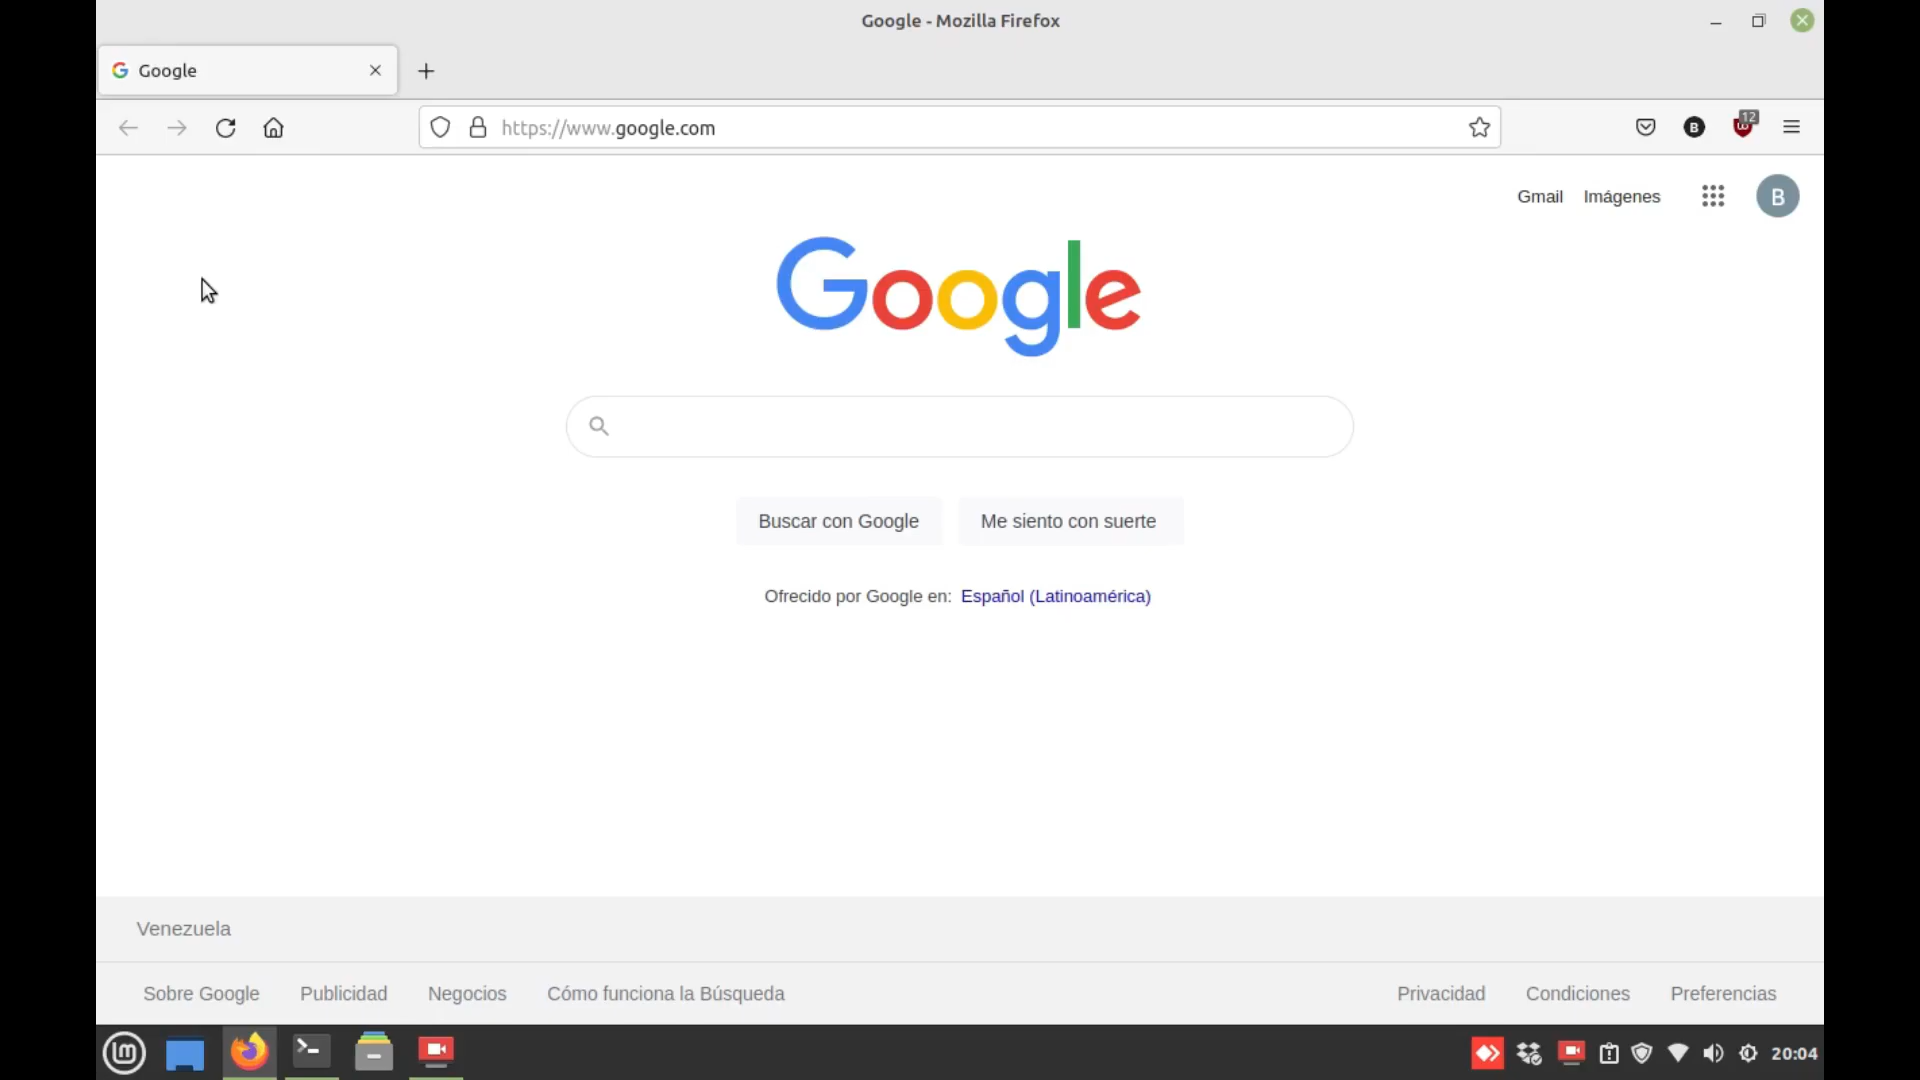 Google - Mozilla Firefox
Google
https://www.google.com
12
B
Gmail Imágenes
B
Google
Buscar con Google Me siento con suerte
Ofrecido por Google en: Español (Latinoamérica)
Venezuela
Sobre Google Publicidad Negocios Cómo funciona la Búsqueda Privacidad Condiciones Preferencias
20:04